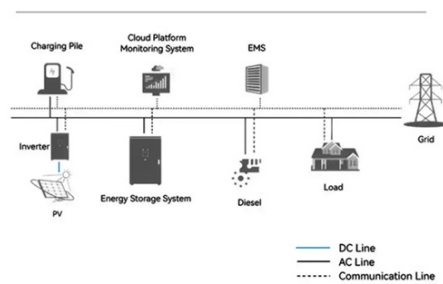 Charging Pile
Cloud Platform
Monitoring System
EMS
Grid
Inverter
PV
Energy Storage System
Diesel
Load
DC Line
AC Line
Communication Line